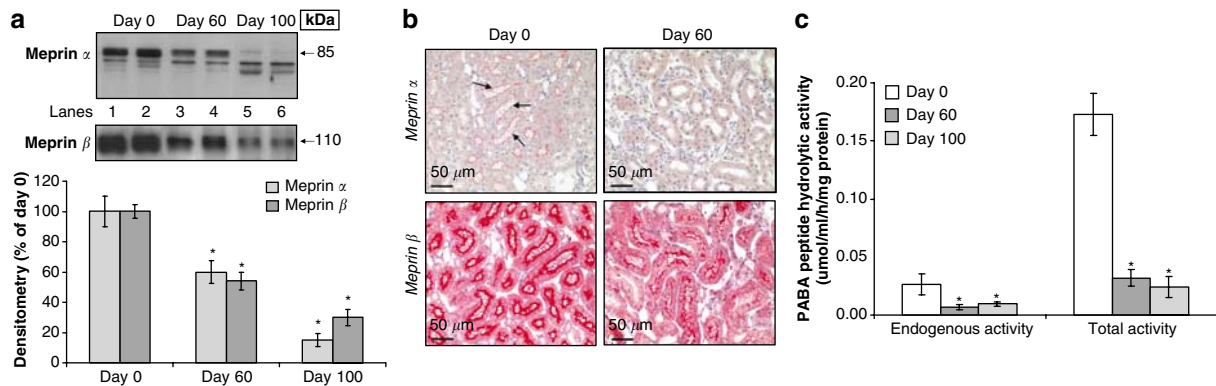 a
Day 0 Day 60 Day 100 kDa
Meprin α
85
Lanes 1 2 3 4 5 6
Meprin β
110
Densitometry (% of day 0)
120
100
80
60
40
20
0
Meprin α
Meprin β
* * * *
Day 0 Day 60 Day 100
b
Day 0 Day 60
Meprin α
50 μm 50 μm
Meprin β
50 μm 50 μm
c
PABA peptide hydrolytic activity
(umol/ml/h/mg protein)
0.20
0.15
0.10
0.05
0.00
Day 0
Day 60
Day 100
* * * *
Endogenous activity Total activity